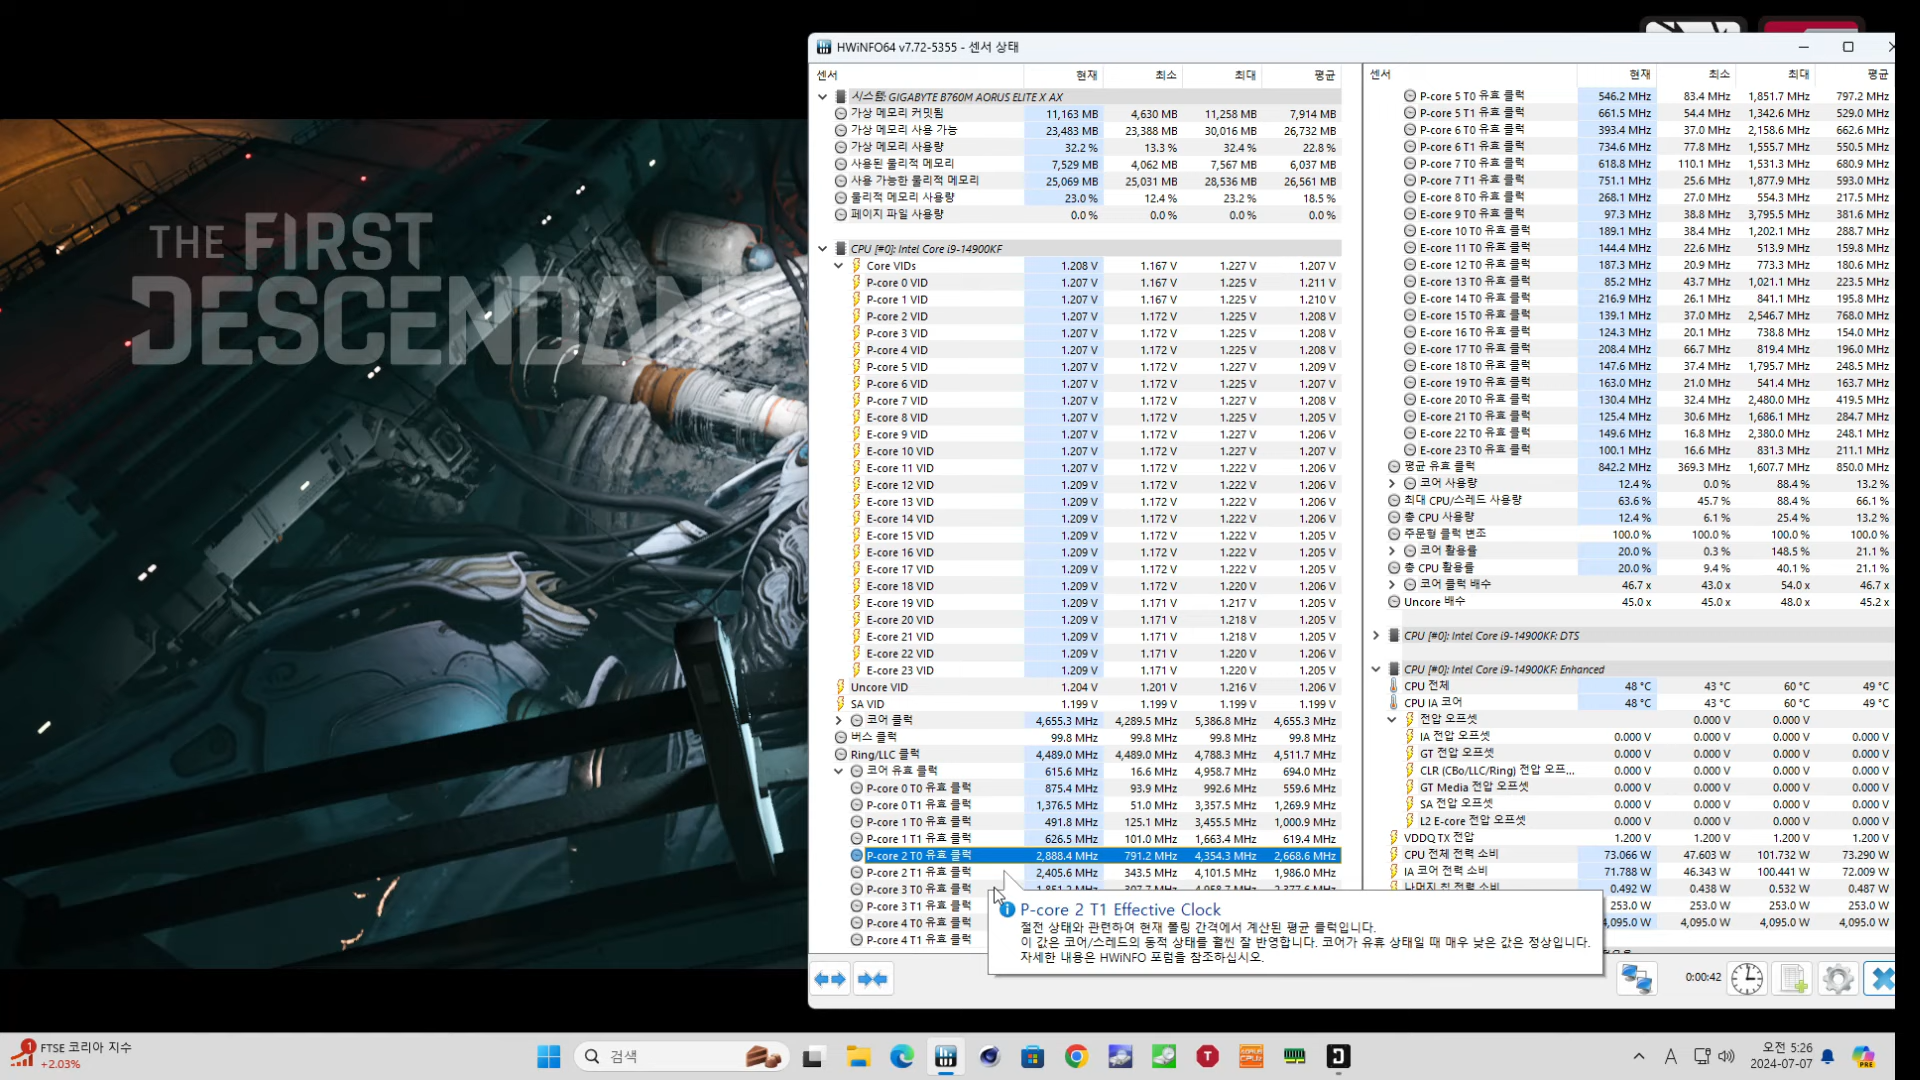 THE FIRST
DESCENDAN
HWiNFO64 v7.72-5355 - 센서 상태
센서 현재 최소 최대 평균
시스템: GIGABYTE B760M AORUS ELITE X AX
가상 메모리 커밋됨 11,163 MB 4,630 MB 11,258 MB 7,914 MB
가상 메모리 사용 가능 23,483 MB 23,388 MB 30,016 MB 26,732 MB
가상 메모리 사용량 32.2 % 13.3 % 32.4 % 22.8 %
사용된 물리적 메모리 7,529 MB 4,062 MB 7,567 MB 6,037 MB
사용 가능한 물리적 메모리 25,069 MB 25,031 MB 28,536 MB 26,561 MB
물리적 메모리 사용량 23.0 % 12.4 % 23.2 % 18.5 %
페이지 파일 사용량 0.0 % 0.0 % 0.0 % 0.0 %
CPU [#0]: Intel Core i9-14900KF
Core VIDs 1.208 V 1.167 V 1.227 V 1.207 V
P-core 0 VID 1.207 V 1.167 V 1.225 V 1.211 V
P-core 1 VID 1.207 V 1.167 V 1.225 V 1.210 V
P-core 2 VID 1.207 V 1.172 V 1.225 V 1.208 V
P-core 3 VID 1.207 V 1.172 V 1.225 V 1.208 V
P-core 4 VID 1.207 V 1.172 V 1.225 V 1.208 V
P-core 5 VID 1.207 V 1.172 V 1.225 V 1.209 V
P-core 6 VID 1.207 V 1.172 V 1.225 V 1.207 V
P-core 7 VID 1.207 V 1.172 V 1.225 V 1.208 V
E-core 8 VID 1.207 V 1.172 V 1.225 V 1.205 V
E-core 9 VID 1.207 V 1.172 V 1.227 V 1.206 V
E-core 10 VID 1.207 V 1.172 V 1.227 V 1.206 V
E-core 11 VID 1.207 V 1.172 V 1.222 V 1.206 V
E-core 12 VID 1.209 V 1.172 V 1.222 V 1.206 V
E-core 13 VID 1.209 V 1.172 V 1.222 V 1.206 V
E-core 14 VID 1.209 V 1.172 V 1.222 V 1.206 V
E-core 15 VID 1.209 V 1.172 V 1.222 V 1.205 V
E-core 16 VID 1.209 V 1.172 V 1.222 V 1.205 V
E-core 17 VID 1.209 V 1.172 V 1.222 V 1.205 V
E-core 18 VID 1.209 V 1.172 V 1.220 V 1.206 V
E-core 19 VID 1.209 V 1.171 V 1.217 V 1.205 V
E-core 20 VID 1.209 V 1.171 V 1.218 V 1.205 V
E-core 21 VID 1.209 V 1.171 V 1.218 V 1.205 V
E-core 22 VID 1.209 V 1.171 V 1.220 V 1.205 V
E-core 23 VID 1.209 V 1.171 V 1.220 V 1.205 V
Uncore VID 1.204 V 1.201 V 1.216 V 1.206 V
SA VID 1.199 V 1.199 V 1.199 V 1.199 V
코어 클럭 4,655.3 MHz 4,289.5 MHz 5,386.8 MHz 4,655.3 MHz
버스 클럭 99.8 MHz 99.8 MHz 99.8 MHz 99.8 MHz
Ring/LLC 클럭 4,489.0 MHz 4,489.0 MHz 4,788.3 MHz 4,511.7 MHz
코어 유효 클럭 615.6 MHz 16.6 MHz 4,958.7 MHz 694.0 MHz
P-core 0 T0 유효 클럭 875.4 MHz 93.9 MHz 992.6 MHz 559.6 MHz
P-core 0 T1 유효 클럭 1,376.5 MHz 51.0 MHz 3,357.5 MHz 1,269.9 MHz
P-core 1 T0 유효 클럭 491.8 MHz 125.1 MHz 3,455.5 MHz 1,000.9 MHz
P-core 1 T1 유효 클럭 626.5 MHz 101.0 MHz 1,663.4 MHz 619.4 MHz
P-core 2 T0 유효 클럭 2,888.4 MHz 791.2 MHz 4,354.3 MHz 2,668.6 MHz
P-core 2 T1 유효 클럭 2,405.6 MHz 343.5 MHz 4,101.5 MHz 1,986.0 MHz
P-core 3 T0 유효 클럭
P-core 3 T1 유효 클럭
P-core 4 T0 유효 클럭
P-core 4 T1 유효 클럭
센서 현재 최소 최대 평균
P-core 5 T0 유효 클럭 546.2 MHz 83.4 MHz 1,851.7 MHz 797.2 MHz
P-core 5 T1 유효 클럭 661.5 MHz 54.4 MHz 1,342.6 MHz 529.0 MHz
P-core 6 T0 유효 클럭 393.4 MHz 37.0 MHz 2,158.6 MHz 662.6 MHz
P-core 6 T1 유효 클럭 734.6 MHz 77.8 MHz 1,555.7 MHz 550.5 MHz
P-core 7 T0 유효 클럭 618.8 MHz 110.1 MHz 1,531.3 MHz 680.9 MHz
P-core 7 T1 유효 클럭 751.1 MHz 25.6 MHz 1,877.9 MHz 593.0 MHz
E-core 8 T0 유효 클럭 268.1 MHz 27.0 MHz 554.3 MHz 217.5 MHz
E-core 9 T0 유효 클럭 97.3 MHz 38.8 MHz 3,795.5 MHz 381.6 MHz
E-core 10 T0 유효 클럭 189.1 MHz 38.4 MHz 1,202.1 MHz 288.7 MHz
E-core 11 T0 유효 클럭 144.4 MHz 22.6 MHz 513.9 MHz 159.8 MHz
E-core 12 T0 유효 클럭 187.3 MHz 20.9 MHz 773.3 MHz 180.6 MHz
E-core 13 T0 유효 클럭 85.2 MHz 43.7 MHz 1,021.1 MHz 223.5 MHz
E-core 14 T0 유효 클럭 216.9 MHz 26.1 MHz 841.1 MHz 195.8 MHz
E-core 15 T0 유효 클럭 139.1 MHz 37.0 MHz 2,546.7 MHz 768.0 MHz
E-core 16 T0 유효 클럭 124.3 MHz 20.1 MHz 738.8 MHz 154.0 MHz
E-core 17 T0 유효 클럭 208.4 MHz 66.7 MHz 819.4 MHz 196.0 MHz
E-core 18 T0 유효 클럭 147.6 MHz 37.4 MHz 1,795.7 MHz 248.5 MHz
E-core 19 T0 유효 클럭 163.0 MHz 21.0 MHz 541.4 MHz 163.7 MHz
E-core 20 T0 유효 클럭 130.4 MHz 32.4 MHz 2,480.0 MHz 419.5 MHz
E-core 21 T0 유효 클럭 125.4 MHz 30.6 MHz 1,686.1 MHz 284.7 MHz
E-core 22 T0 유효 클럭 149.6 MHz 16.8 MHz 2,380.0 MHz 248.1 MHz
E-core 23 T0 유효 클럭 100.1 MHz 16.6 MHz 831.3 MHz 211.1 MHz
평균 유효 클럭 842.2 MHz 369.3 MHz 1,607.7 MHz 850.0 MHz
코어 사용량 12.4 % 0.0 % 88.4 % 13.2 %
최대 CPU/스레드 사용량 63.6 % 45.7 % 88.4 % 66.1 %
총 CPU 사용량 12.4 % 6.1 % 25.4 % 13.2 %
주문형 클럭 변조 100.0 % 100.0 % 100.0 % 100.0 %
코어 활용률 20.0 % 0.3 % 148.5 % 21.1 %
총 CPU 활용률 20.0 % 9.4 % 40.1 % 21.1 %
코어 클럭 배수 46.7 x 43.0 x 54.0 x 46.7 x
Uncore 배수 45.0 x 45.0 x 48.0 x 45.2 x
CPU [#0]: Intel Core i9-14900KF: DTS
CPU [#0]: Intel Core i9-14900KF: Enhanced
CPU 전체 48 °C 43 °C 60 °C 49 °C
CPU IA 코어 48 °C 43 °C 60 °C 49 °C
전압 오프셋 0.000 V 0.000 V
IA 전압 오프셋 0.000 V 0.000 V 0.000 V 0.000 V
GT 전압 오프셋 0.000 V 0.000 V 0.000 V 0.000 V
CLR (CBo/LLC/Ring) 전압 오프... 0.000 V 0.000 V 0.000 V 0.000 V
GT Media 전압 오프셋 0.000 V 0.000 V 0.000 V 0.000 V
SA 전압 오프셋 0.000 V 0.000 V 0.000 V 0.000 V
L2 E-core 전압 오프셋 0.000 V 0.000 V 0.000 V 0.000 V
VDDQ TX 전압 1.200 V 1.200 V 1.200 V 1.200 V
CPU 전체 전력 소비 73.066 W 47.603 W 101.732 W 73.290 W
IA 코어 전력 소비 71.788 W 46.343 W 100.441 W 72.009 W
나머지 칩 전력 소비 0.492 W 0.438 W 0.532 W 0.487 W
253.0 W 253.0 W 253.0 W 253.0 W
4,095.0 W 4,095.0 W 4,095.0 W 4,095.0 W
P-core 2 T1 Effective Clock
절전 상태와 관련하여 현재 폴링 간격에서 계산된 평균 클럭입니다.
이 값은 코어/스레드의 동적 상태를 훨씬 잘 반영합니다. 코어가 유휴 상태일 때 매우 낮은 값은 정상입니다.
자세한 내용은 HWiNFO 포럼을 참조하십시오.
0:00:42
1
FTSE 코리아 지수
+2.03%
검색
A
오전 5:26
2024-07-07